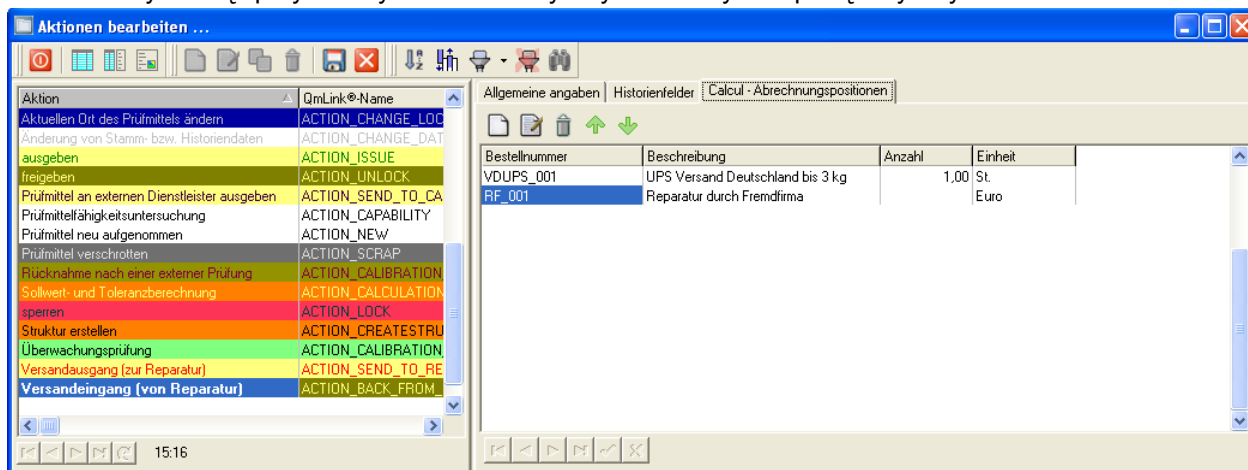 Aktionen bearbeiten ...
Allgemeine angaben Historienfelder Calcul - Abrechnungspositionen
Aktion QmLink®-Name
Aktuellen Ort des Prüfmittels ändern ACTION_CHANGE_LOC
Änderung von Stamm- bzw. Historiendaten ACTION_CHANGE_DAT
ausgeben ACTION_ISSUE
freigeben ACTION_UNLOCK
Prüfmittel an externen Dienstleister ausgeben ACTION_SEND_TO_CA
Prüfmittelfähigkeitsuntersuchung ACTION_CAPABILITY
Prüfmittel neu aufgenommen ACTION_NEW
Prüfmittel verschrotten ACTION_SCRAP
Rücknahme nach einer externer Prüfung ACTION_CALIBRATION_
Sollwert- und Toleranzberechnung ACTION_CALCULATION
sperren ACTION_LOCK
Struktur erstellen ACTION_CREATESTRU
Überwachungsprüfung ACTION_CALIBRATION_
Versandausgang (zur Reparatur) ACTION_SEND_TO_RE
Versandeingang (von Reparatur) ACTION_BACK_FROM_
15:16
Bestellnummer Beschreibung Anzahl Einheit
VDUPS_001 UPS Versand Deutschland bis 3 kg 1,00 St.
RF_001 Reparatur durch Fremdfirma Euro